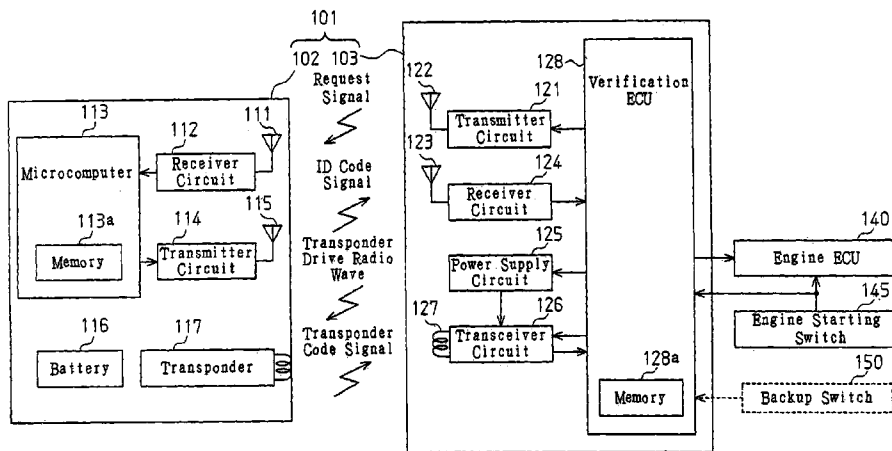 101
102 103
Request
Signal
ID Code
Signal
Transponder
Drive Radio
Wave
Transponder
Code Signal
113
Microcomputer
113a
Memory
112
Receiver
Circuit
111
114
Transmitter
Circuit
115
116
Battery
117
Transponder
122
121
Transmitter
Circuit
123
124
Receiver
Circuit
125
Power Supply
Circuit
127
126
Transceiver
Circuit
128
Verification
ECU
128a
Memory
140
Engine ECU
145
Engine Starting
Switch
150
Backup Switch